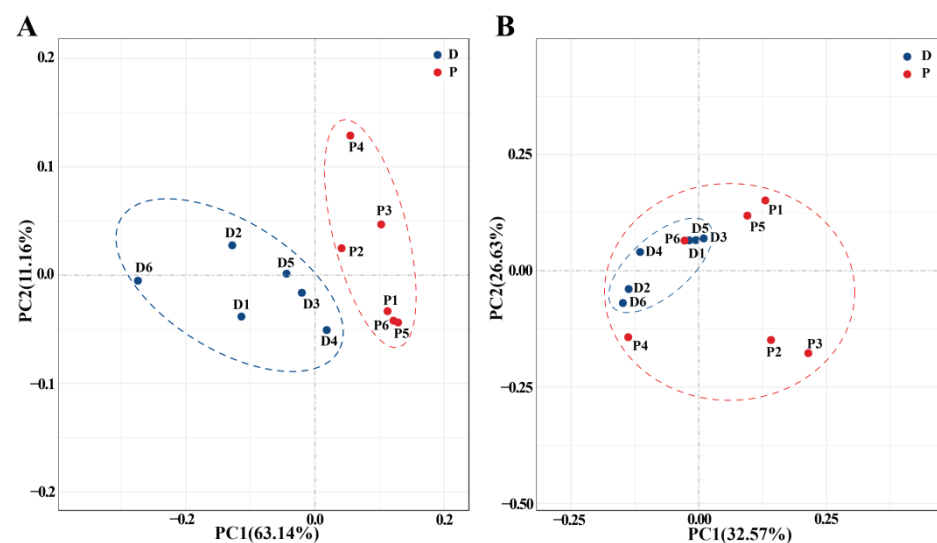 A
D
P
0.2
0.1
0.0
−0.1
−0.2
PC2(11.16%)
P4
P3
P2
D2
D5
D6
D3
D1
P1
P6
P5
D4
−0.2
0.0
0.2
PC1(63.14%)
B
D
P
0.25
0.00
−0.25
−0.50
PC2(26.63%)
P1
P5
D5
P6
D3
D1
D4
D2
D6
P4
P2
P3
−0.25
0.00
0.25
PC1(32.57%)